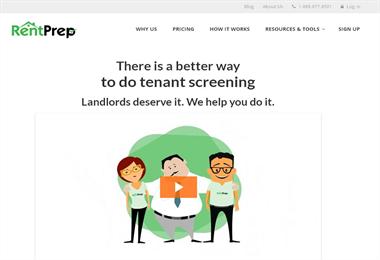 Blog About Us 1-888-877-8501 Log in
RentPrep WHY US PRICING HOW IT WORKS RESOURCES & TOOLS SIGN UP
There is a better way
to do tenant screening
Landlords deserve it. We help you do it.